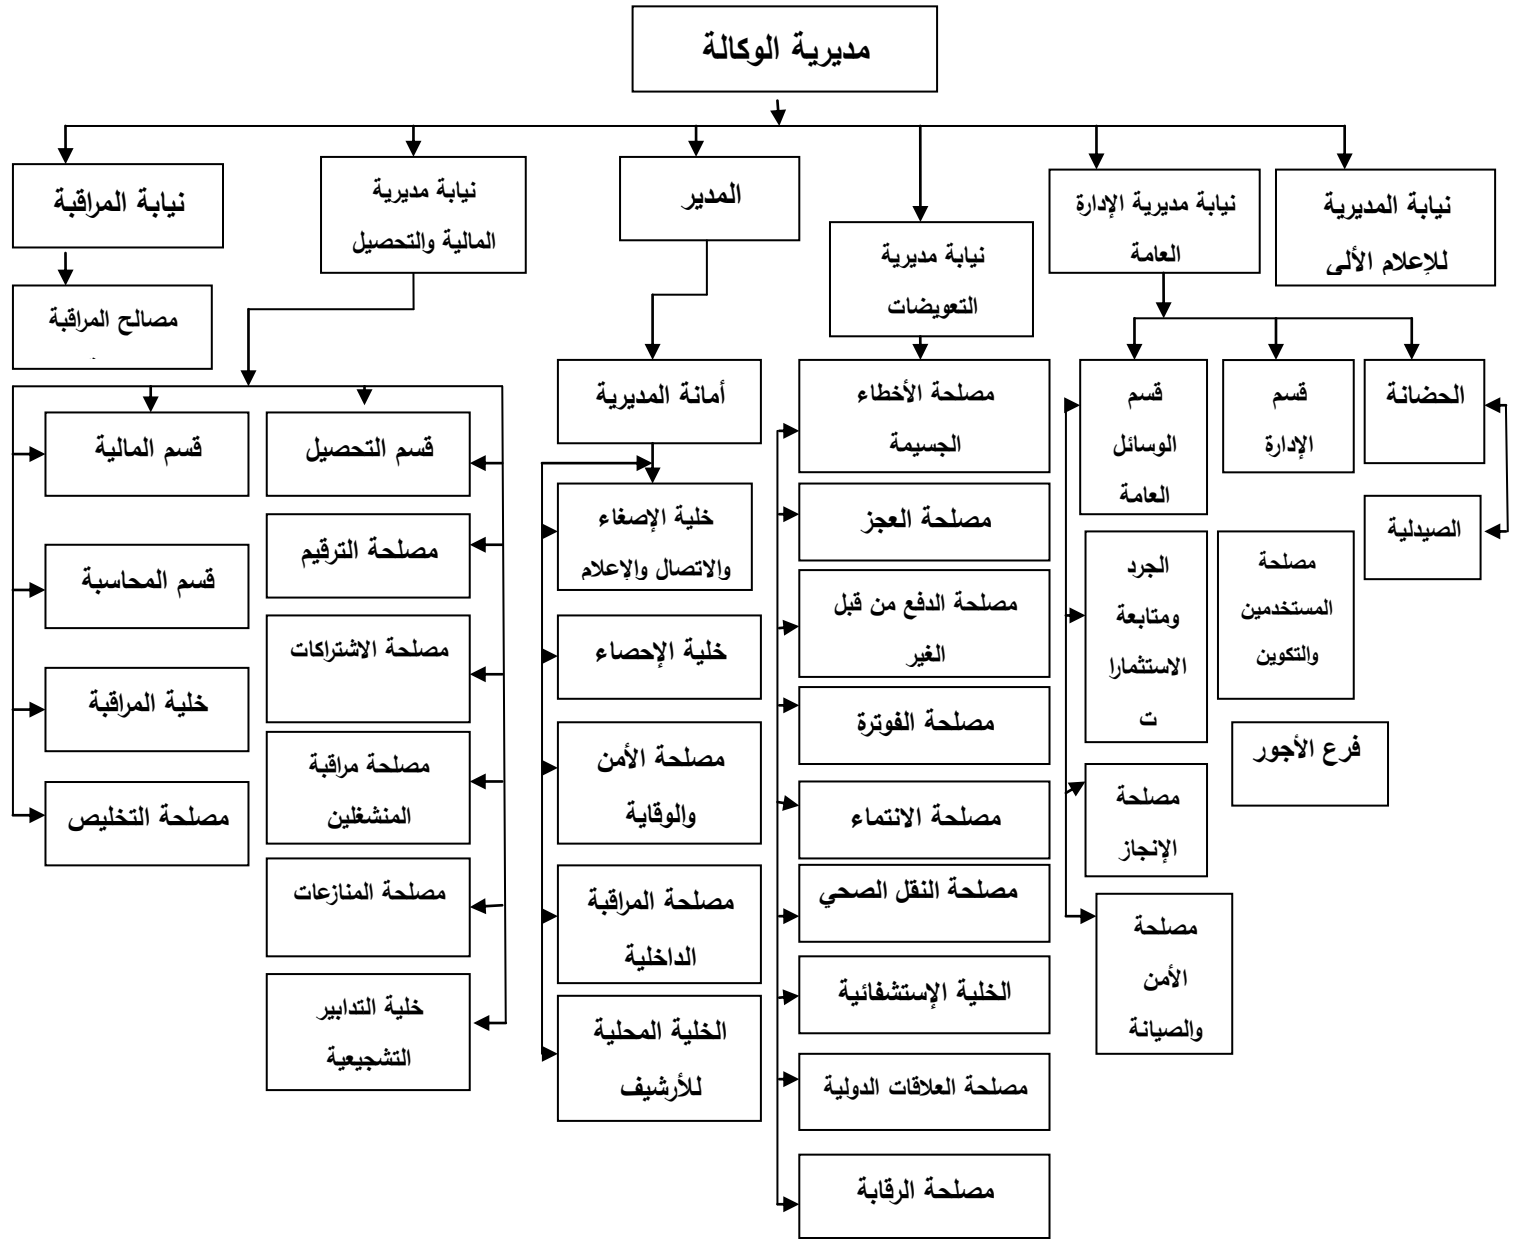 مديرية الوكالة
نيابة المديرية
للإعلام الألي
نيابة مديرية الإدارة
العامة
نيابة مديرية
التعويضات
المدير
نيابة مديرية
المالية والتحصيل
نيابة المراقبة
مصالح المراقبة
الحضانة
الصيدلية
قسم
الإدارة
مصلحة
المستخدمين
والتكوين
فرع الأجور
قسم
الوسائل
العامة
الجرد
ومتابعة
الاستثمارا
ت
مصلحة
الإنجاز
مصلحة
الأمن
والصيانة
مصلحة الأخطاء
الجسيمة
مصلحة العجز
مصلحة الدفع من قبل
الغير
مصلحة الفوترة
مصلحة الانتماء
مصلحة النقل الصحي
الخلية الإستشفائية
مصلحة العلاقات الدولية
مصلحة الرقابة
أمانة المديرية
خلية الإصغاء
والاتصال والإعلام
خلية الإحصاء
مصلحة الأمن
والوقاية
مصلحة المراقبة
الداخلية
الخلية المحلية
للأرشيف
قسم التحصيل
مصلحة الترقيم
مصلحة الاشتراكات
مصلحة مراقبة
المنشغلين
مصلحة المنازعات
خلية التدابير
التشجيعية
قسم المالية
قسم المحاسبة
خلية المراقبة
مصلحة التخليص